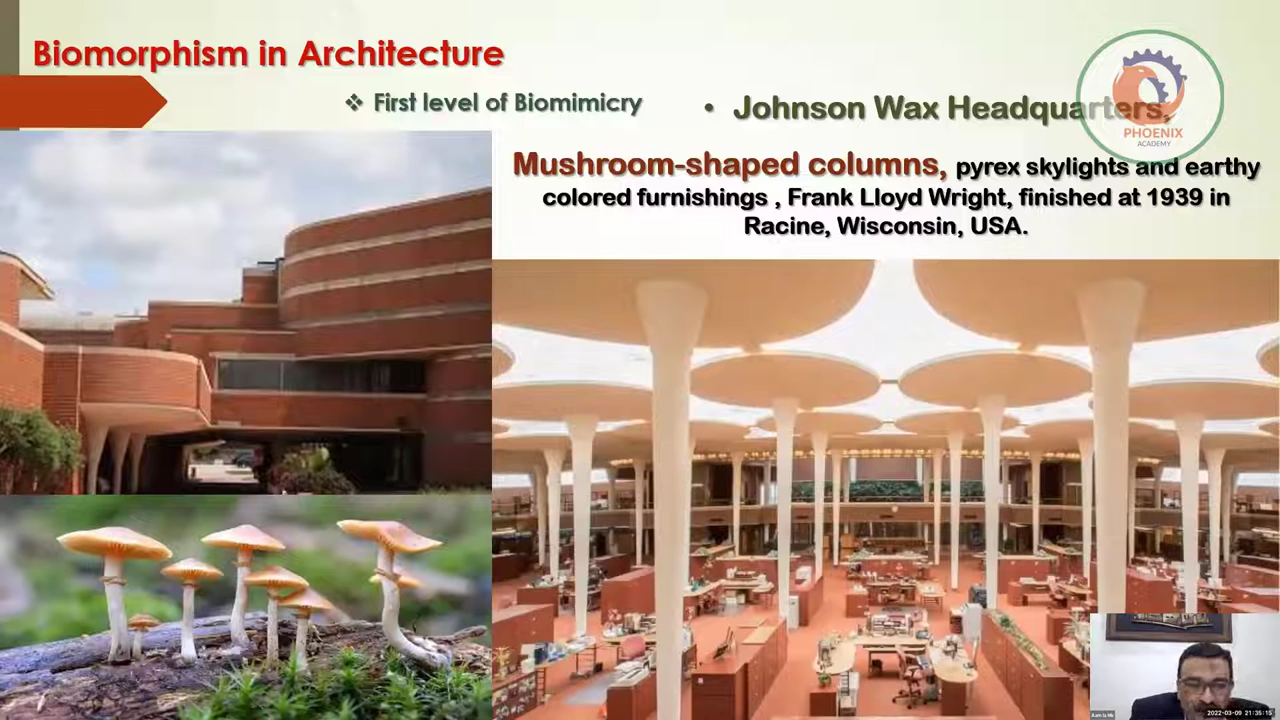 Biomorphism in Architecture
❖ First level of Biomimicry
• Johnson Wax Headquarters,
PHOENIX
ACADEMY
Mushroom-shaped columns, pyrex skylights and earthy
colored furnishings , Frank Lloyd Wright, finished at 1939 in
Racine, Wisconsin, USA.
2022-03-09 21:35:15